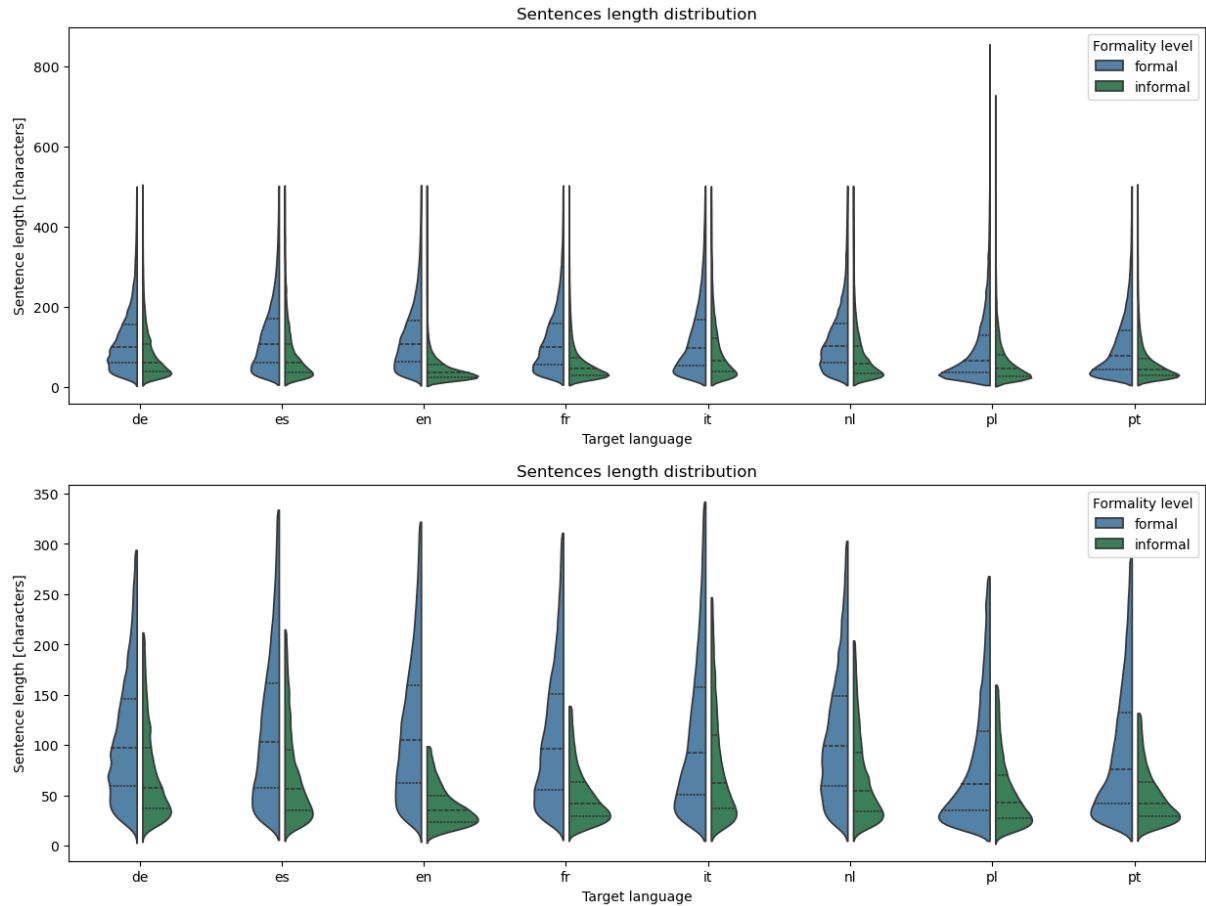 Sentences length distribution
Formality level
formal
informal
Sentence length [characters]
800
600
400
200
0
de es en fr it nl pl pt
Target language
Sentences length distribution
Formality level
formal
informal
Sentence length [characters]
350
300
250
200
150
100
50
0
de es en fr it nl pl pt
Target language